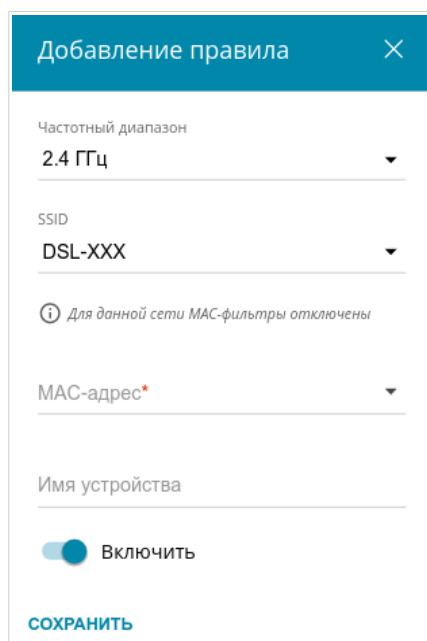 Добавление правила
Частотный диапазон
2.4 ГГц
SSID
DSL-XXX
Для данной сети MAC-фильтры отключены
MAC-адрес*
Имя устройства
Включить
СОХРАНИТЬ